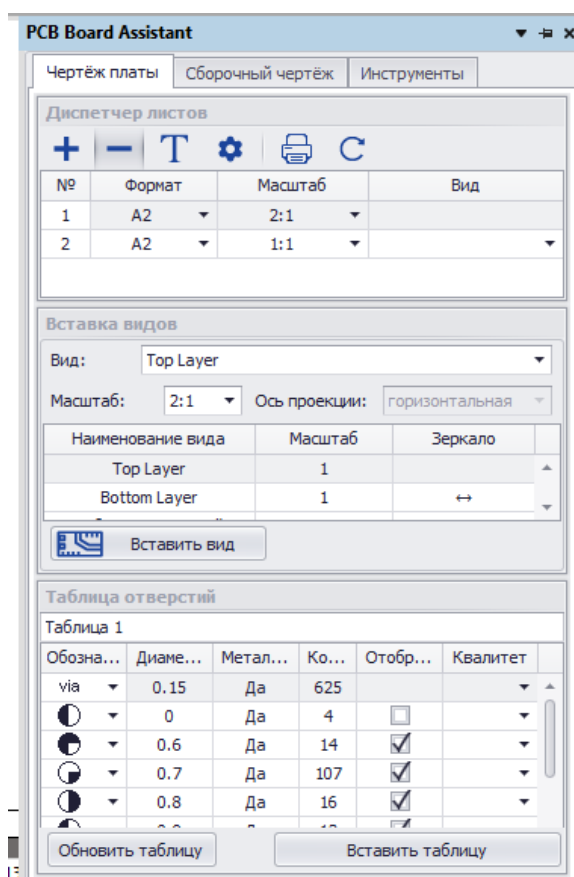 PCB Board Assistant
Чертёж платы Сборочный чертёж Инструменты
Диспетчер листов
№ Формат Масштаб Вид
1 A2 2:1
2 A2 1:1
Вставка видов
Вид: Top Layer
Масштаб: 2:1 Ось проекции: горизонтальная
Наименование вида Масштаб Зеркало
Top Layer 1
Bottom Layer 1 ↔
Вставить вид
Таблица отверстий
Таблица 1
Обозна... Диаме... Метал... Ко... Отобр... Квалитет
via 0.15 Да 625
0 Да 4
0.6 Да 14
0.7 Да 107
0.8 Да 16
Обновить таблицу Вставить таблицу